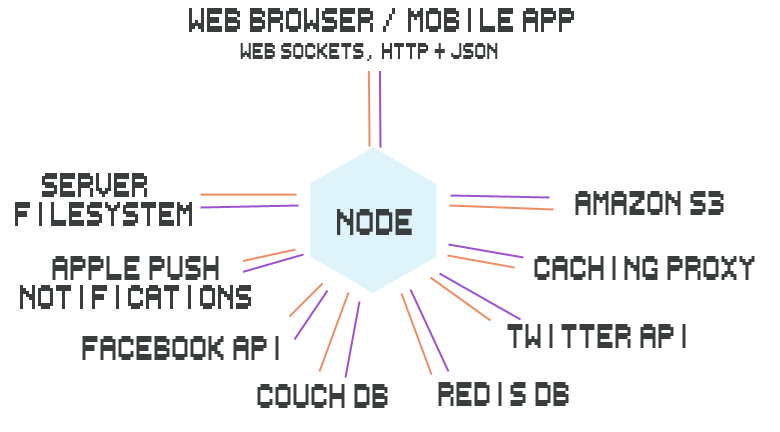 WEB BROWSER / MOBILE APP
WEB SOCKETS, HTTP + JSON
SERVER
FILESYSTEM
NODE
AMAZON S3
APPLE PUSH
NOTIFICATIONS
CACHING PROXY
FACEBOOK API
TWITTER API
COUCH DB
REDIS DB